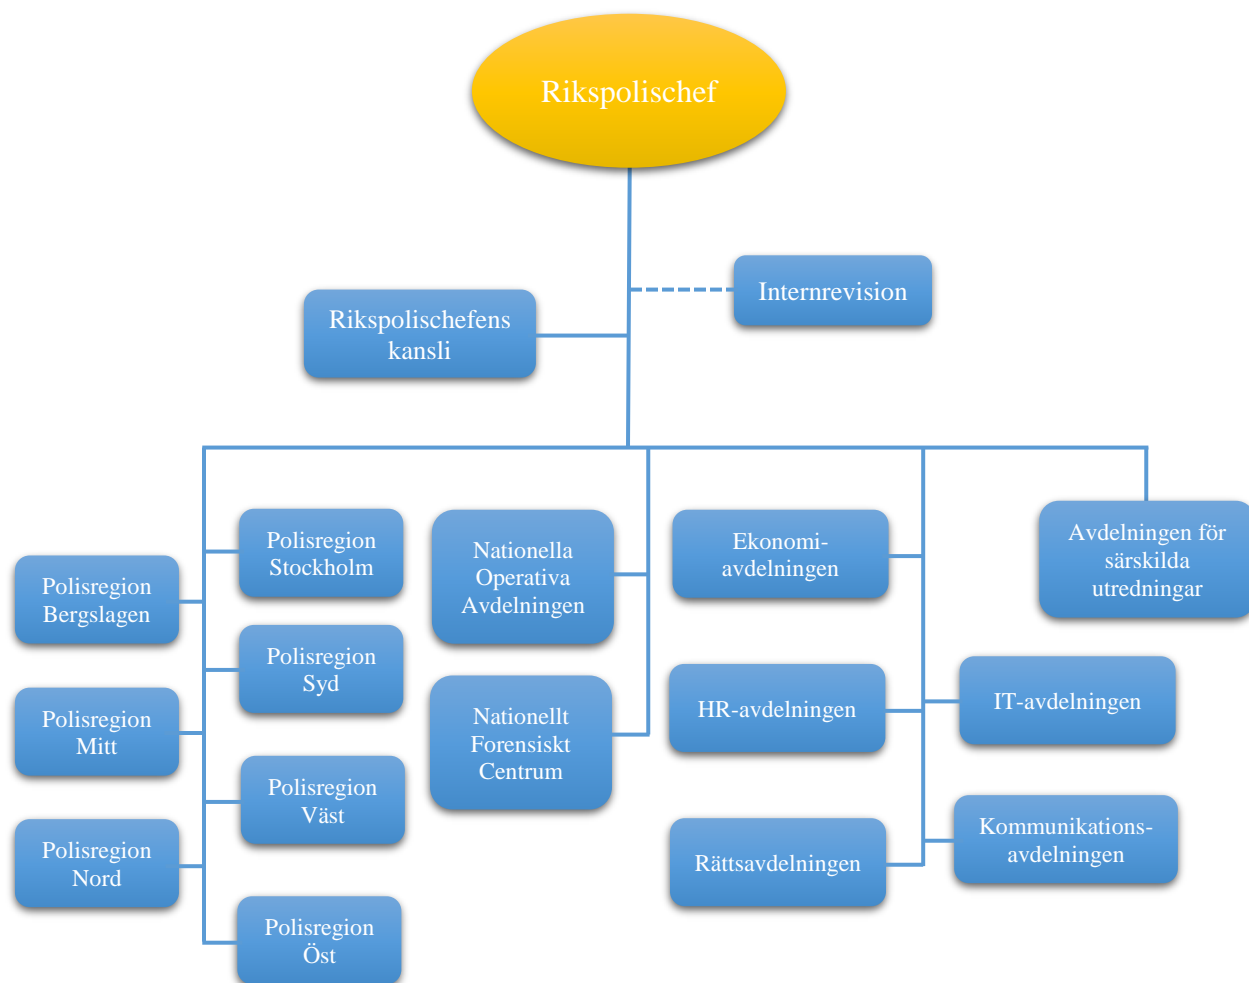 Rikspolischef
Internrevision
Rikspolischefens
kansli
Polisregion
Stockholm
Polisregion
Bergslagen
Polisregion
Syd
Polisregion
Mitt
Polisregion
Väst
Polisregion
Nord
Polisregion
Öst
Nationella
Operativa
Avdelningen
Nationellt
Forensiskt
Centrum
Ekonomi-
avdelningen
HR-avdelningen
IT-avdelningen
Rättsavdelningen
Kommunikations-
avdelningen
Avdelningen för
särskilda
utredningar